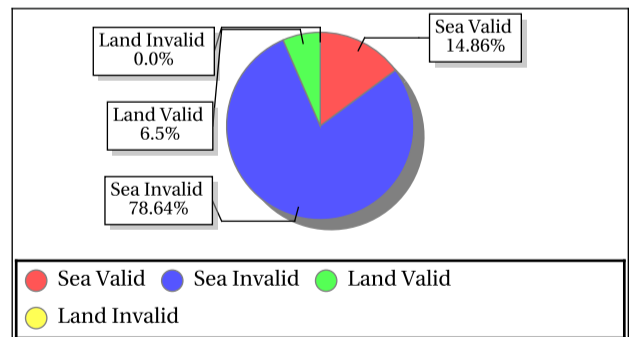 Land Invalid
0.0%
Sea Valid
14.86%
Land Valid
6.5%
Sea Invalid
78.64%
Sea Valid Sea Invalid Land Valid
Land Invalid